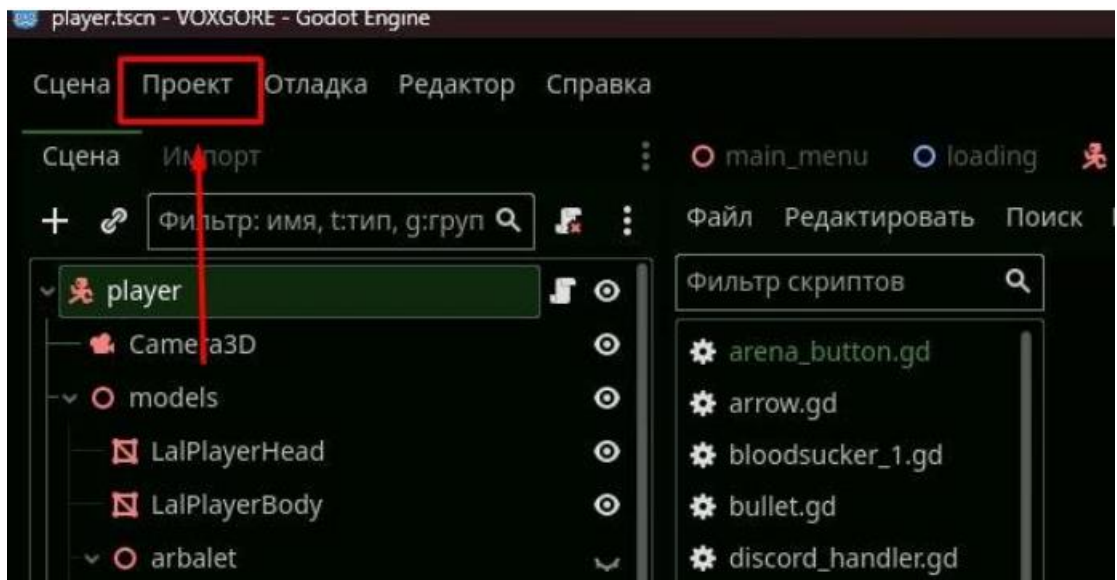 player.tscn - VOXGORE - Godot Engine
Сцена Проект Отладка Редактор Справка
Сцена Импорт
main_menu loading
Фильтр: имя, t:тип, g:груп
Файл Редактировать Поиск
player
Фильтр скриптов
Camera3D
models
LalPlayerHead
LalPlayerBody
arbalet
arena_button.gd
arrow.gd
bloodsucker_1.gd
bullet.gd
discord_handler.gd